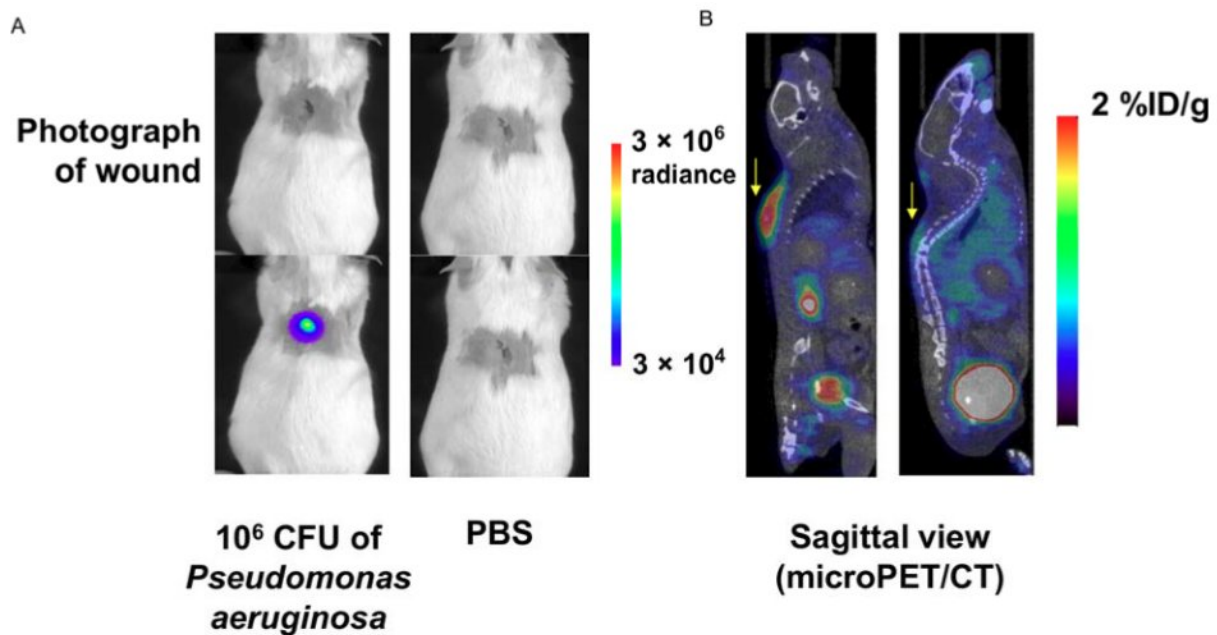 A
B
Photograph
of wound
3 × 10⁶
radiance
3 × 10⁴
2 %ID/g
10⁶ CFU of
Pseudomonas
aeruginosa
PBS
Sagittal view
(microPET/CT)